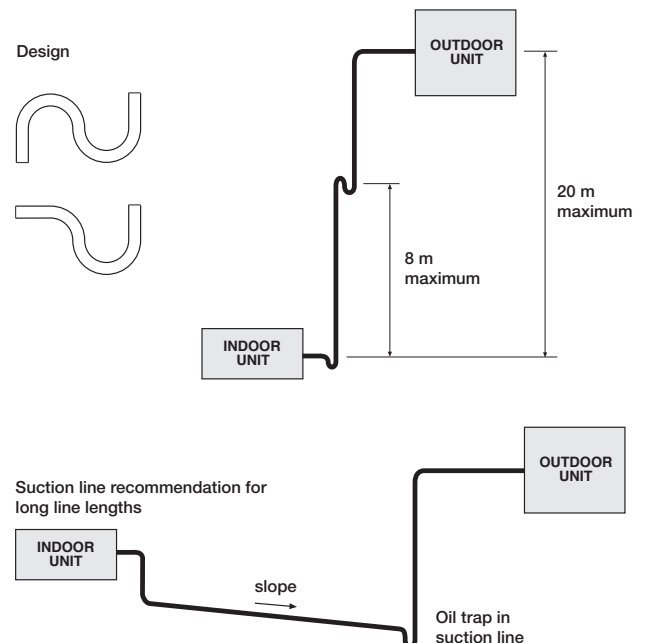 Design
OUTDOOR
UNIT
20 m
maximum
8 m
maximum
INDOOR
UNIT
Suction line recommendation for
long line lengths
OUTDOOR
UNIT
INDOOR
UNIT
slope
Oil trap in
suction line